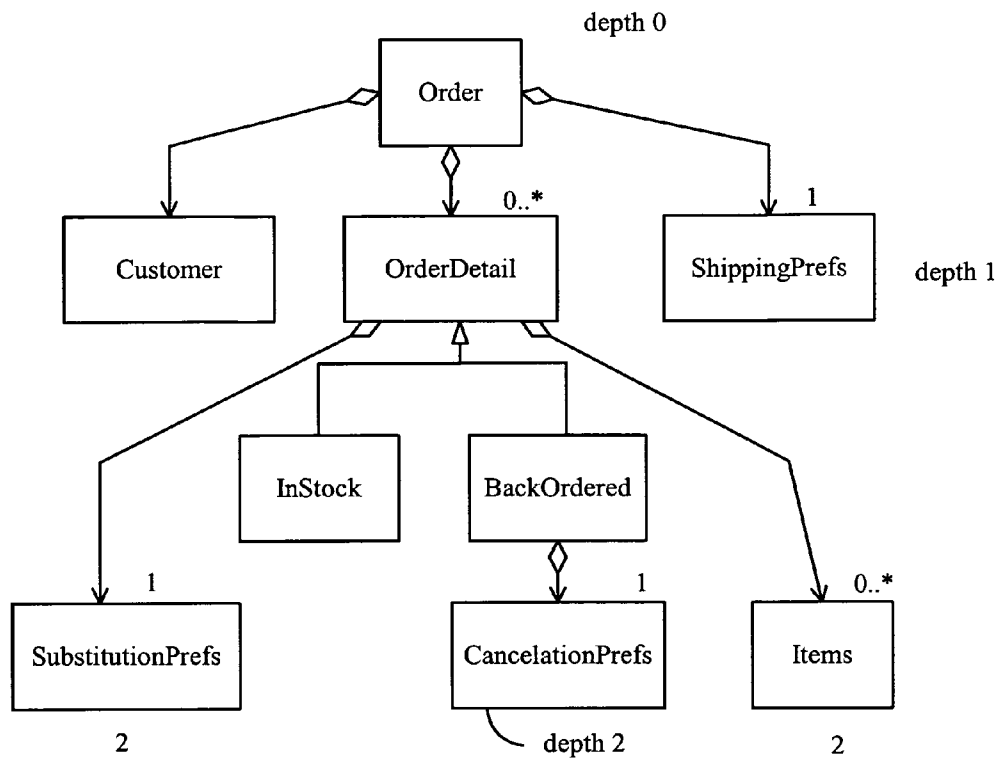 depth 0
Order
0..*
1
Customer
OrderDetail
ShippingPrefs
depth 1
InStock
BackOrdered
1
1
0..*
SubstitutionPrefs
CancelationPrefs
Items
2
depth 2
2